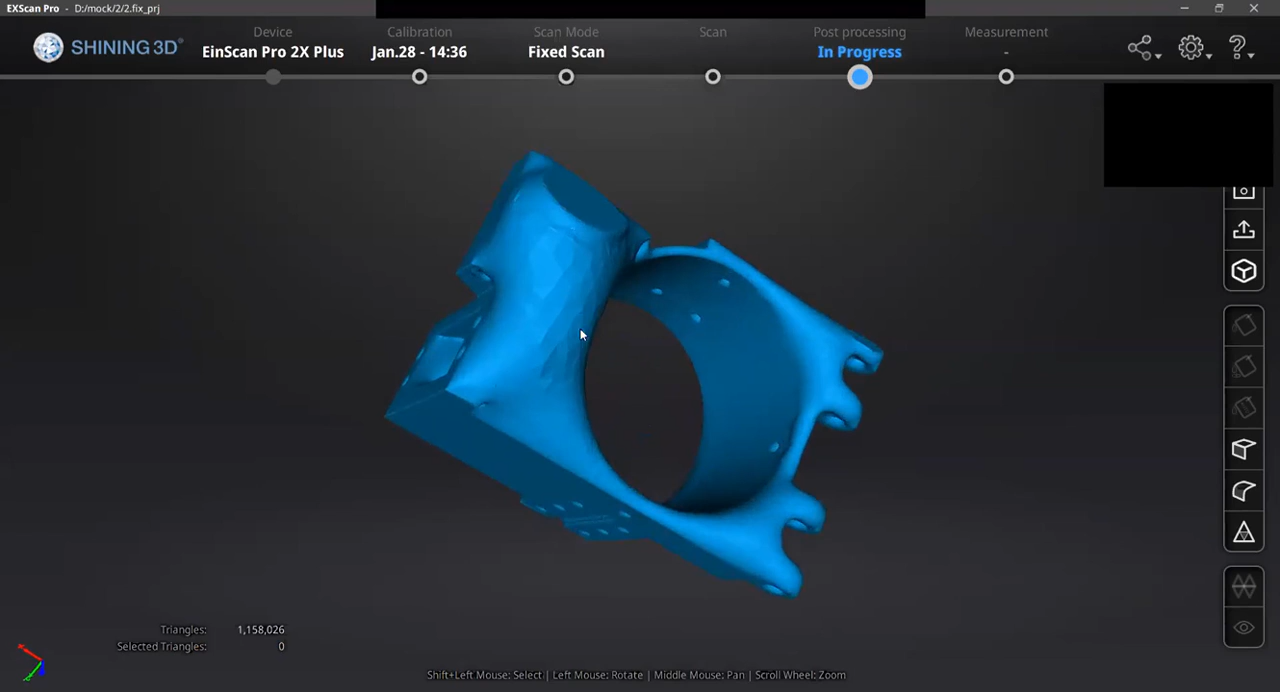 EXScan Pro - D:/mock/2/2.fix_prj
SHINING 3D®
Device
EinScan Pro 2X Plus
Calibration
Jan.28 - 14:36
Scan Mode
Fixed Scan
Scan
Post processing
In Progress
Measurement
-
Triangles: 1,158,026
Selected Triangles: 0
Shift+Left Mouse: Select | Left Mouse: Rotate | Middle Mouse: Pan | Scroll Wheel: Zoom